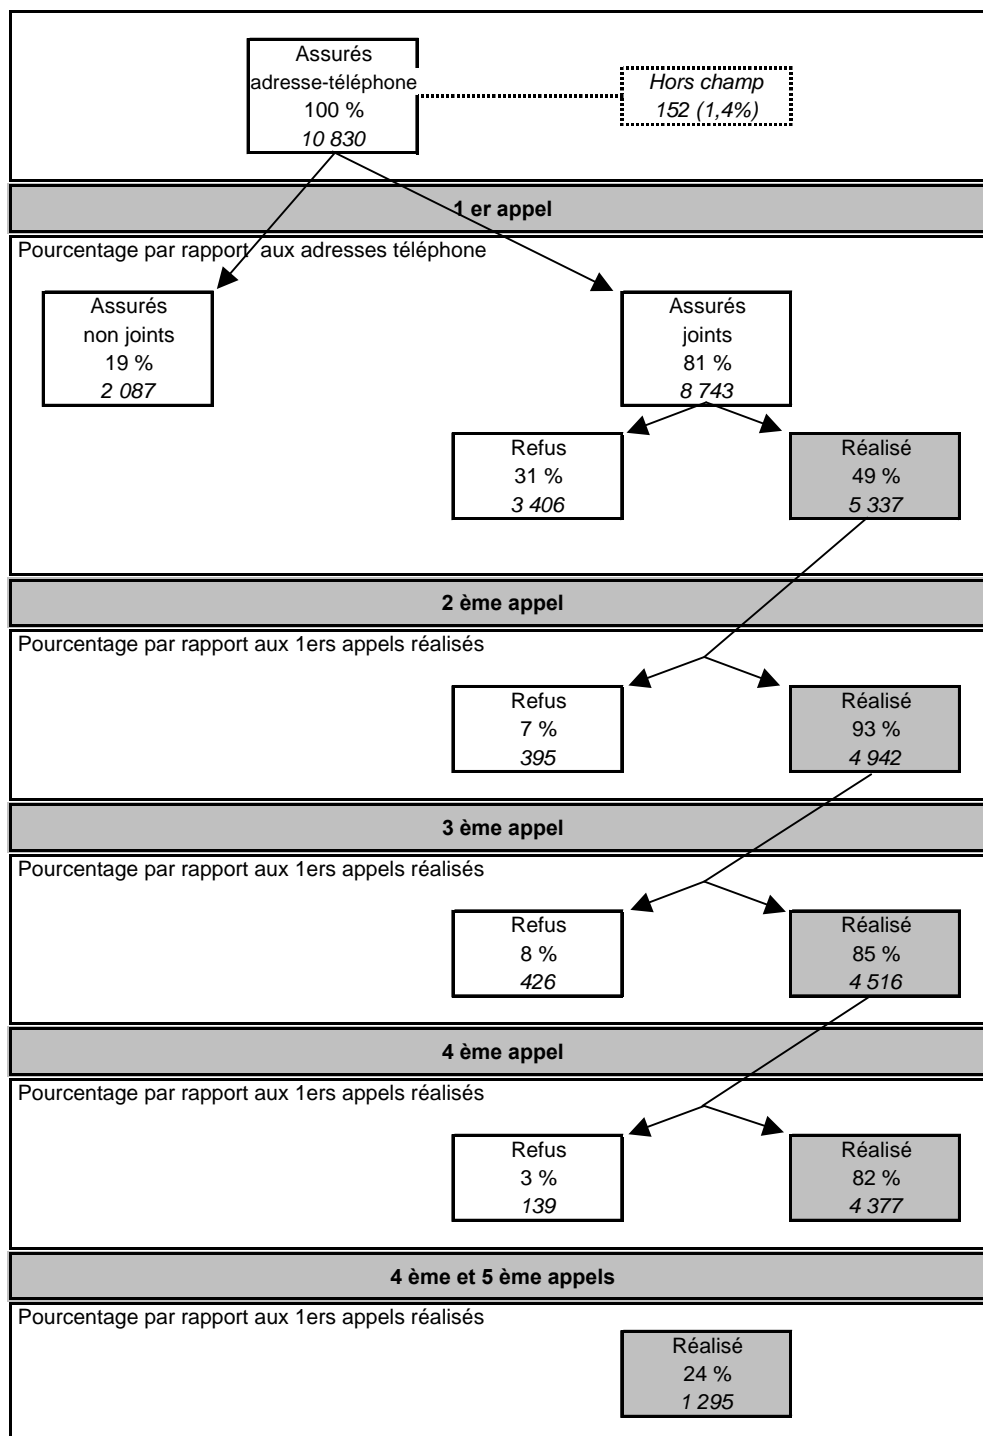 Assurés
adresse-téléphone
100 %
10 830
Hors champ
152 (1,4%)
1 er appel
Pourcentage par rapport aux adresses téléphone
Assurés
non joints
19 %
2 087
Assurés
joints
81 %
8 743
Refus
31 %
3 406
Réalisé
49 %
5 337
2 ème appel
Pourcentage par rapport aux 1ers appels réalisés
Refus
7 %
395
Réalisé
93 %
4 942
3 ème appel
Pourcentage par rapport aux 1ers appels réalisés
Refus
8 %
426
Réalisé
85 %
4 516
4 ème appel
Pourcentage par rapport aux 1ers appels réalisés
Refus
3 %
139
Réalisé
82 %
4 377
4 ème et 5 ème appels
Pourcentage par rapport aux 1ers appels réalisés
Réalisé
24 %
1 295